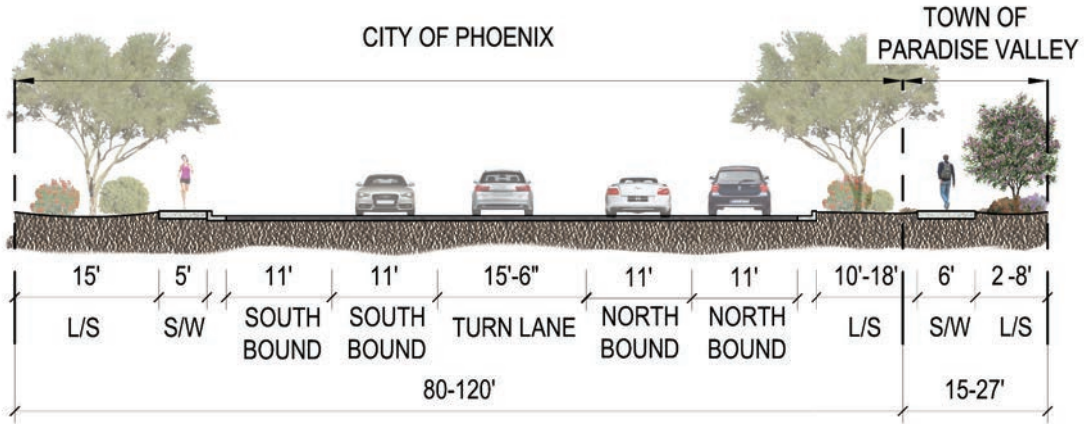 CITY OF PHOENIX
TOWN OF
PARADISE VALLEY
15' 5' 11' 11' 15'-6" 11' 11' 10'-18' 6' 2 -8'
L/S S/W SOUTH BOUND SOUTH BOUND TURN LANE NORTH BOUND NORTH BOUND L/S S/W L/S
80-120' 15-27'